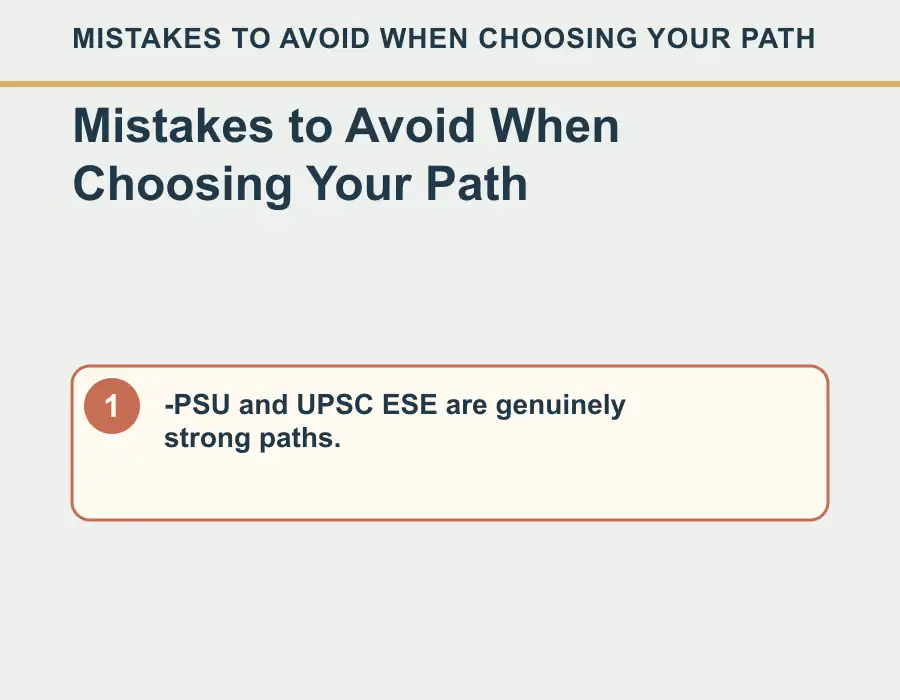 MISTAKES TO AVOID WHEN CHOOSING YOUR PATH
Mistakes to Avoid When
Choosing Your Path
1
-PSU and UPSC ESE are genuinely
strong paths.